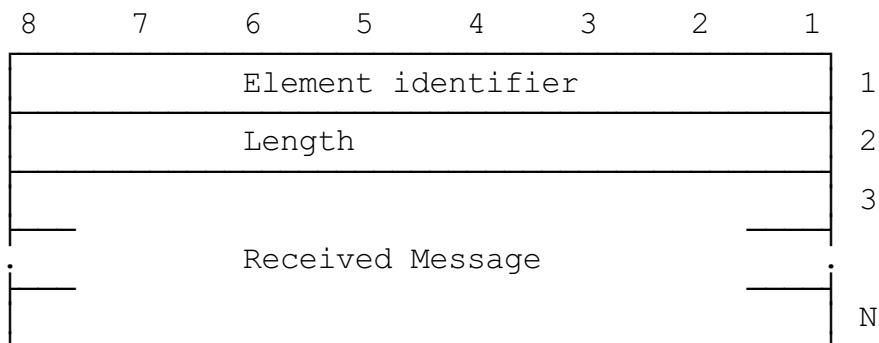 8 7 6 5 4 3 2 1
Element identifier 1
Length 2
3
. Received Message .
N